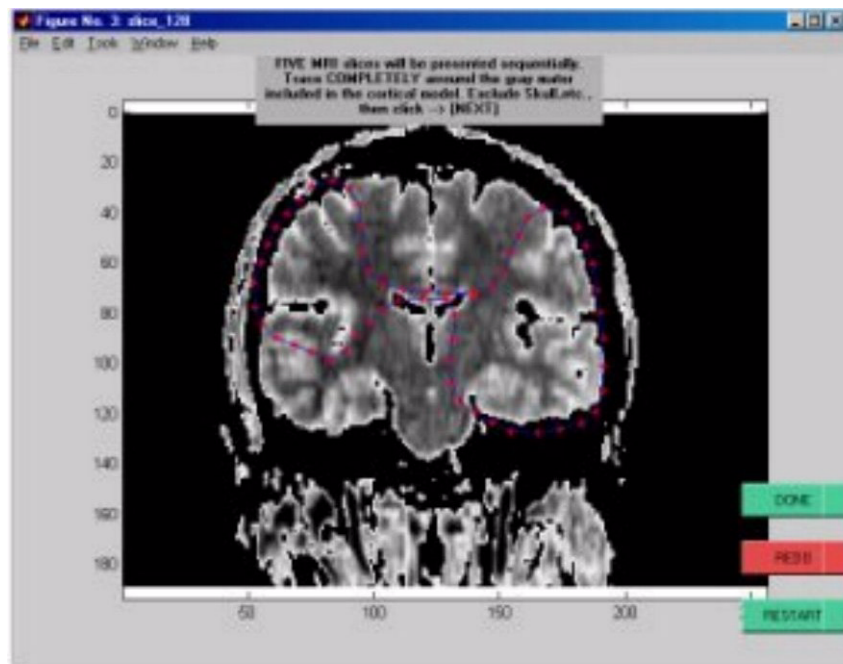 Figure No. 3: slice_128
File Edit Tools Window Help
FIVE MRI slices will be presented sequentially.
Trace COMPLETELY around the gray mater
included in the cortical model. Exclude Skull,etc.,
then click --> [NEXT]
0
20
40
60
80
100
120
140
160
180
50 100 150 200
DONE
REDO
RESTART